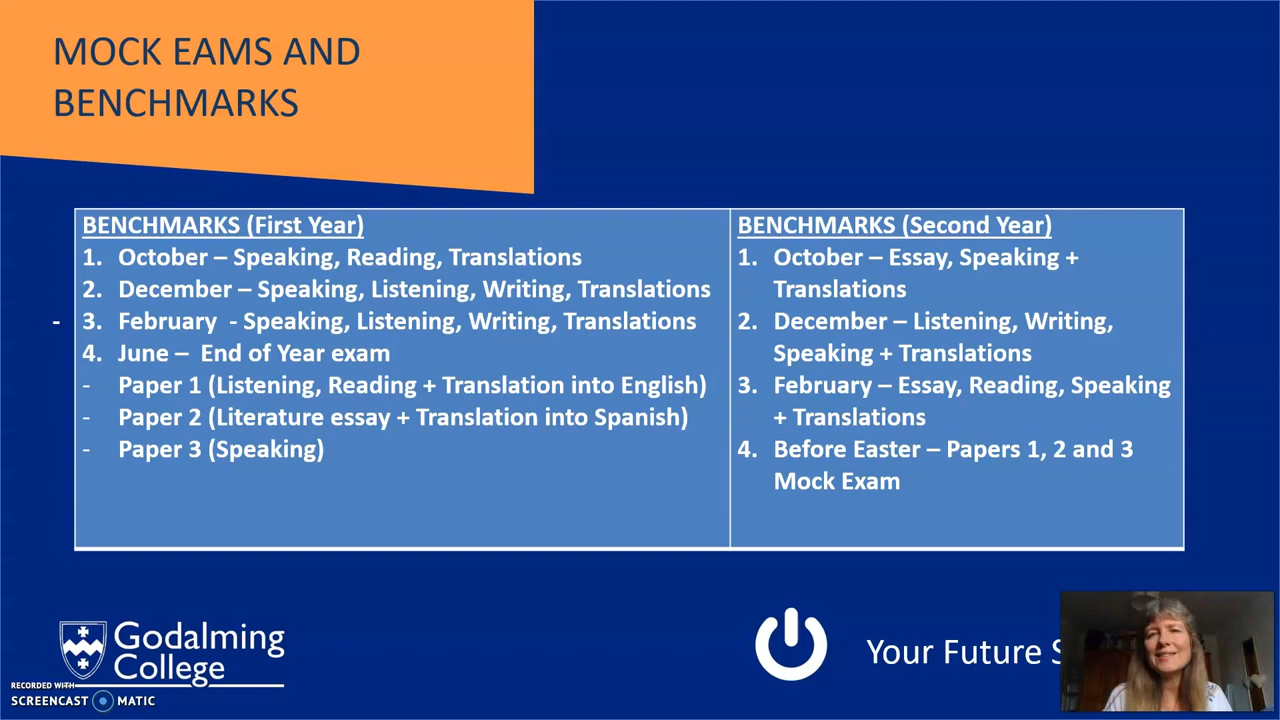 MOCK EAMS AND
BENCHMARKS
BENCHMARKS (First Year)
1. October – Speaking, Reading, Translations
2. December – Speaking, Listening, Writing, Translations
- 3. February - Speaking, Listening, Writing, Translations
4. June – End of Year exam
- Paper 1 (Listening, Reading + Translation into English)
- Paper 2 (Literature essay + Translation into Spanish)
- Paper 3 (Speaking)
BENCHMARKS (Second Year)
1. October – Essay, Speaking +
Translations
2. December – Listening, Writing,
Speaking + Translations
3. February – Essay, Reading, Speaking
+ Translations
4. Before Easter – Papers 1, 2 and 3
Mock Exam
Godalming
College
RECORDED WITH
SCREENCAST MATIC
Your Future